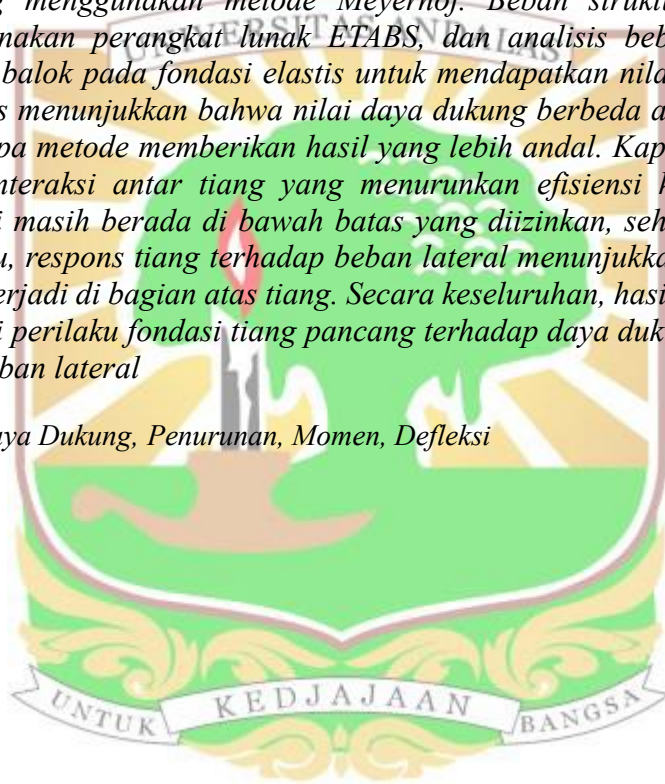 menggunakan metode Meyerhof. Beban strukt
UNIVERSITAS ANDALAS
nakan perangkat lunak ETABS, dan analisis beb
balok pada fondasi elastis untuk mendapatkan nila
s menunjukkan bahwa nilai daya dukung berbeda a
pa metode memberikan hasil yang lebih andal. Kap
nteraksi antar tiang yang menurunkan efisiensi
i masih berada di bawah batas yang diizinkan, seh
u, respons tiang terhadap beban lateral menunjukka
erjadi di bagian atas tiang. Secara keseluruhan, hasi
i perilaku fondasi tiang pancang terhadap daya duk
ban lateral
aya Dukung, Penurunan, Momen, Defleksi
UNTUK KEDJAJAAN BANGSA